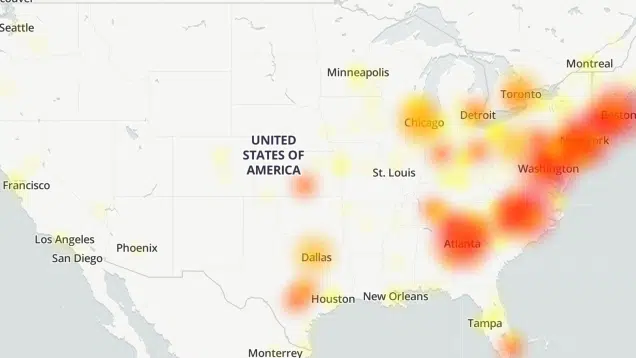 couver
Seattle
Montreal
Minneapolis
Toronto
Boston
Chicago
Detroit
New York
UNITED
STATES OF
AMERICA
St. Louis
Washington
Francisco
Los Angeles
Phoenix
San Diego
Atlanta
Dallas
Houston
New Orleans
Tampa
Monterrey